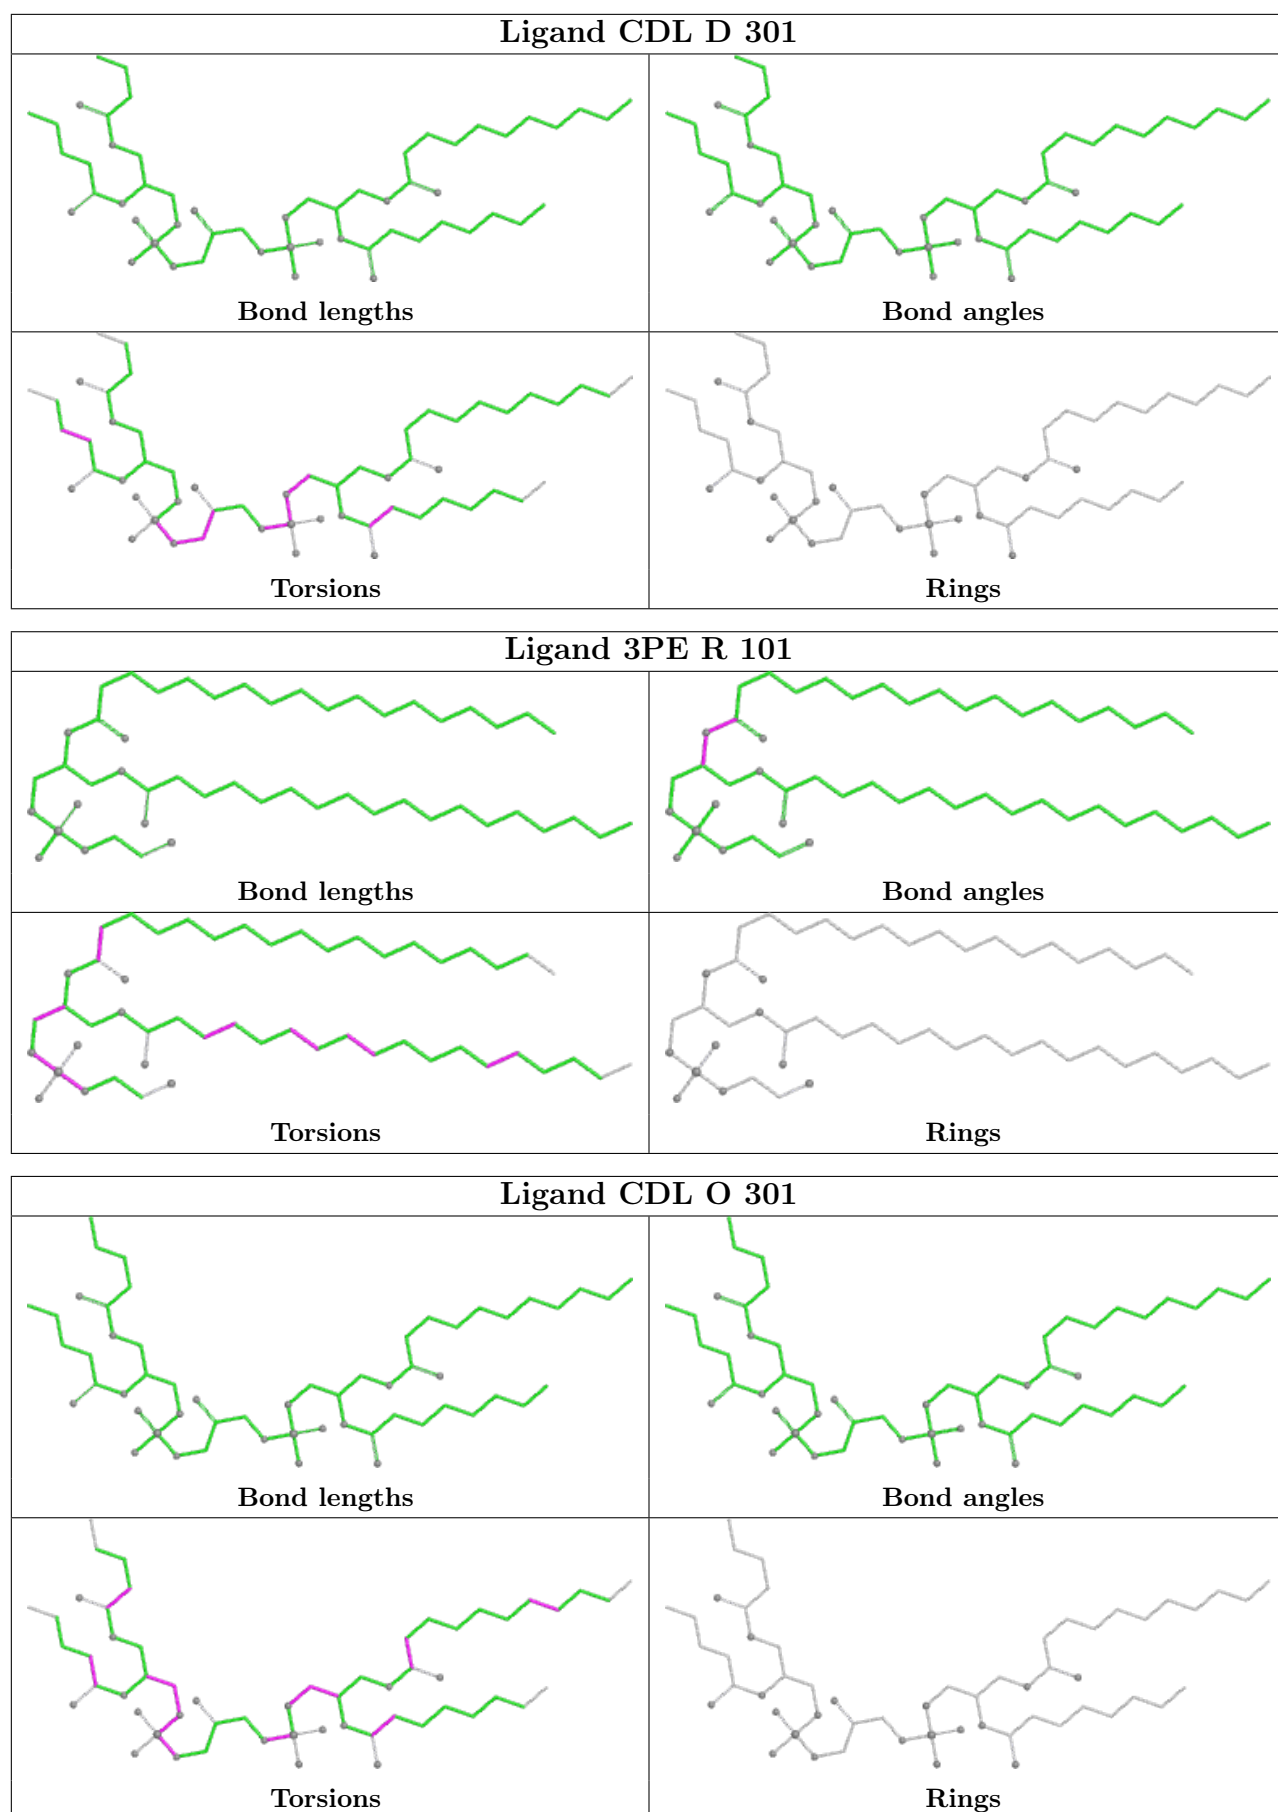 Ligand CDL D 301
Bond lengths
Bond angles
Torsions
Rings
Ligand 3PE R 101
Bond lengths
Bond angles
Torsions
Rings
Ligand CDL O 301
Bond lengths
Bond angles
Torsions
Rings